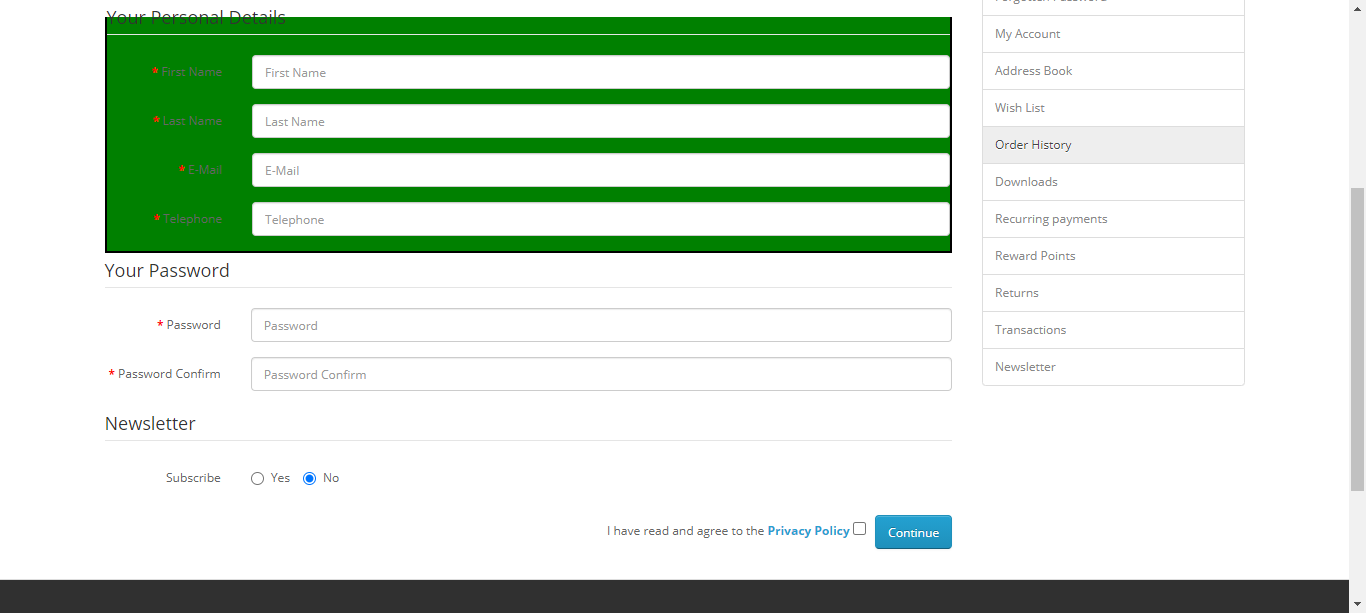 Your Personal Details
* First Name
First Name
* Last Name
Last Name
* E-Mail
E-Mail
* Telephone
Telephone
Your Password
* Password
Password
* Password Confirm
Password Confirm
Newsletter
Subscribe Yes No
I have read and agree to the Privacy Policy Continue
My Account
Address Book
Wish List
Order History
Downloads
Recurring payments
Reward Points
Returns
Transactions
Newsletter